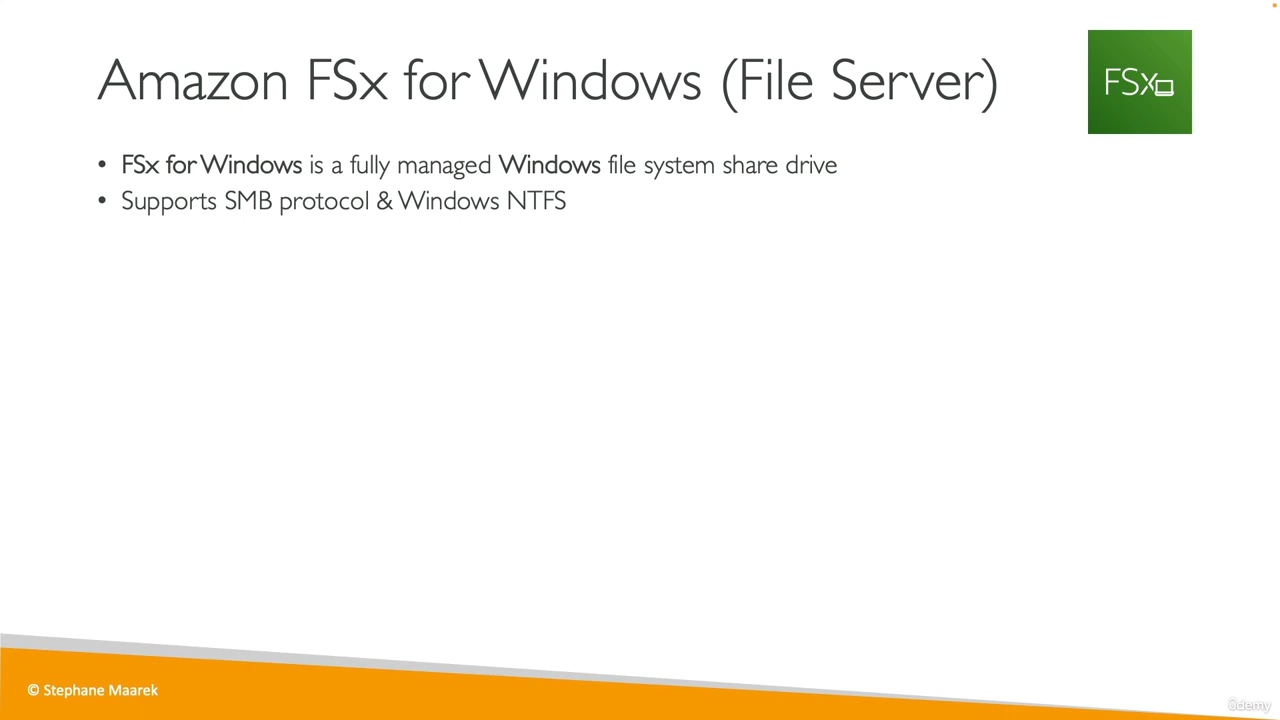 Amazon FSx for Windows (File Server)
FSx
• FSx for Windows is a fully managed Windows file system share drive
• Supports SMB protocol & Windows NTFS
© Stephane Maarek
ûdemy